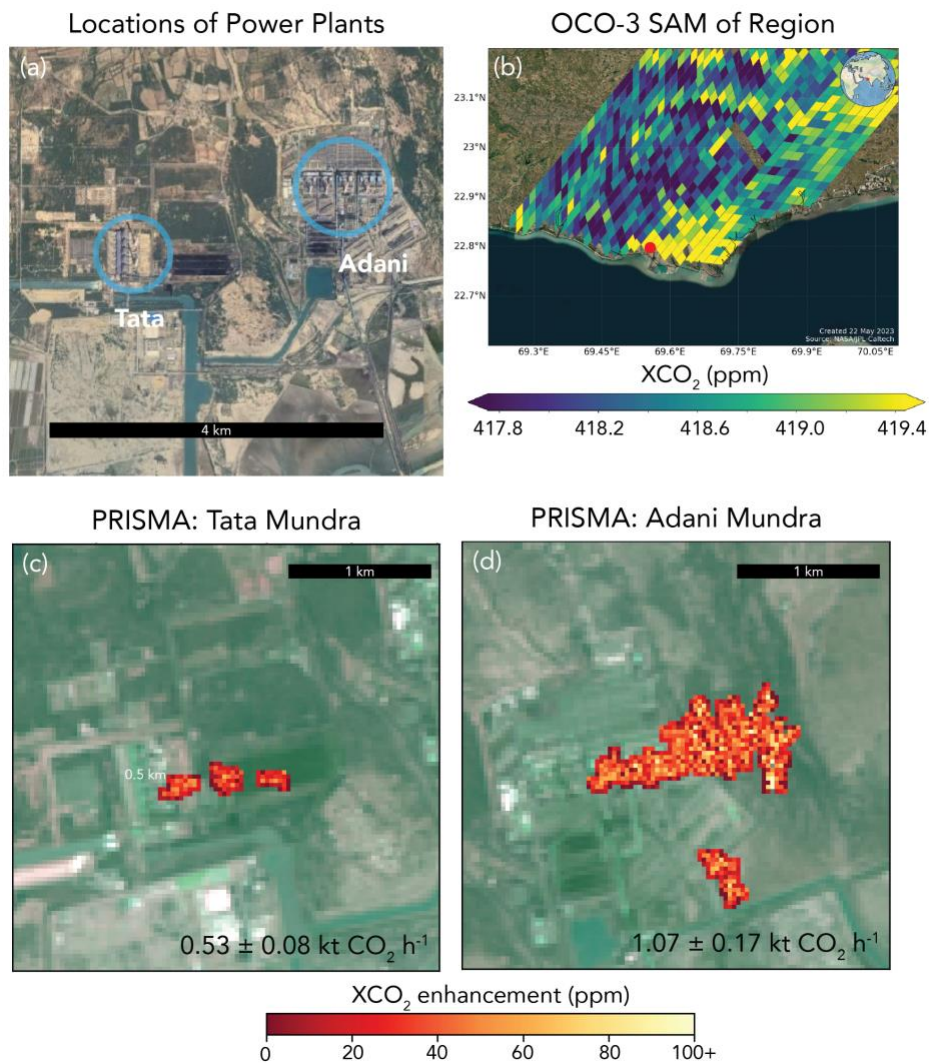 Locations of Power Plants
OCO-3 SAM of Region
(a)
Adani
Tata
4 km
(b)
23.1°N
23°N
22.9°N
22.8°N
22.7°N
Created 22 May 2023
Source: NASA/JPL-Caltech
69.3°E 69.45°E 69.6°E 69.75°E 69.9°E 70.05°E
XCO₂ (ppm)
417.8 418.2 418.6 419.0 419.4
PRISMA: Tata Mundra
PRISMA: Adani Mundra
(c)
1 km
0.5 km
0.53 ± 0.08 kt CO₂ h⁻¹
(d)
1 km
1.07 ± 0.17 kt CO₂ h⁻¹
XCO₂ enhancement (ppm)
0 20 40 60 80 100+